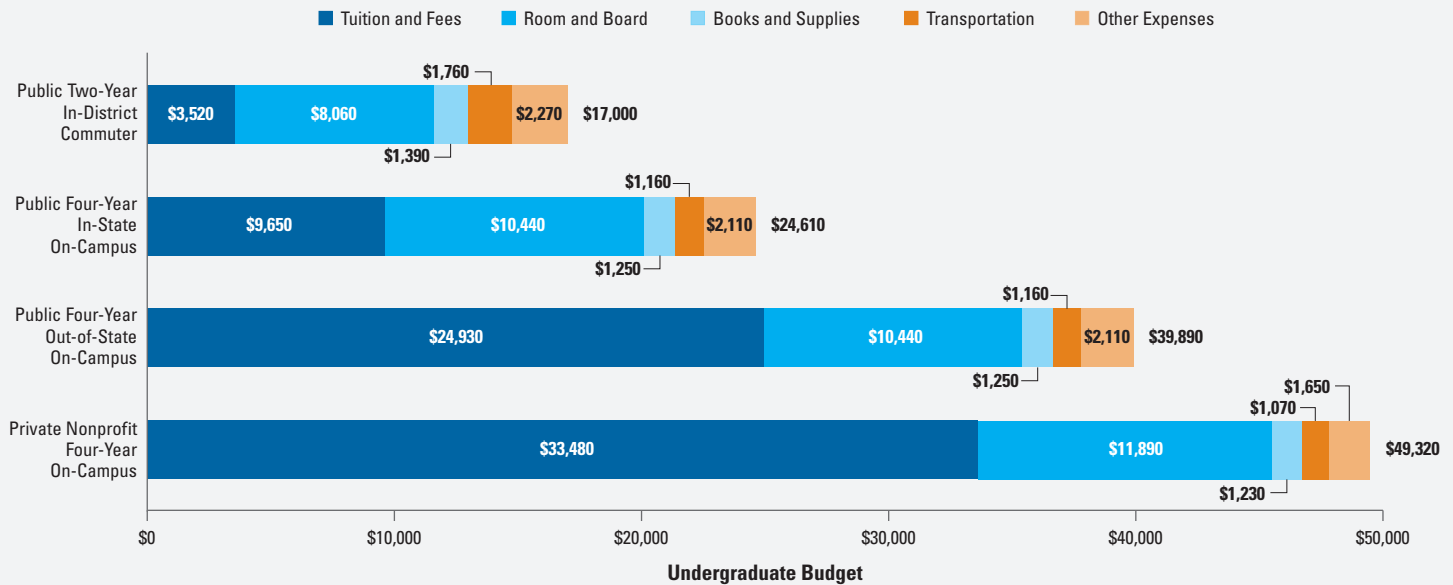 Tuition and Fees Room and Board Books and Supplies Transportation Other Expenses
Public Two-Year
In-District
Commuter
$1,760
$3,520 $8,060 $2,270 $17,000
$1,390
Public Four-Year
In-State
On-Campus
$1,160
$9,650 $10,440 $2,110 $24,610
$1,250
Public Four-Year
Out-of-State
On-Campus
$1,160
$24,930 $10,440 $2,110 $39,890
$1,250
Private Nonprofit
Four-Year
On-Campus
$1,650
$1,070
$33,480 $11,890 $49,320
$1,230
$0 $10,000 $20,000 $30,000 $40,000 $50,000
Undergraduate Budget